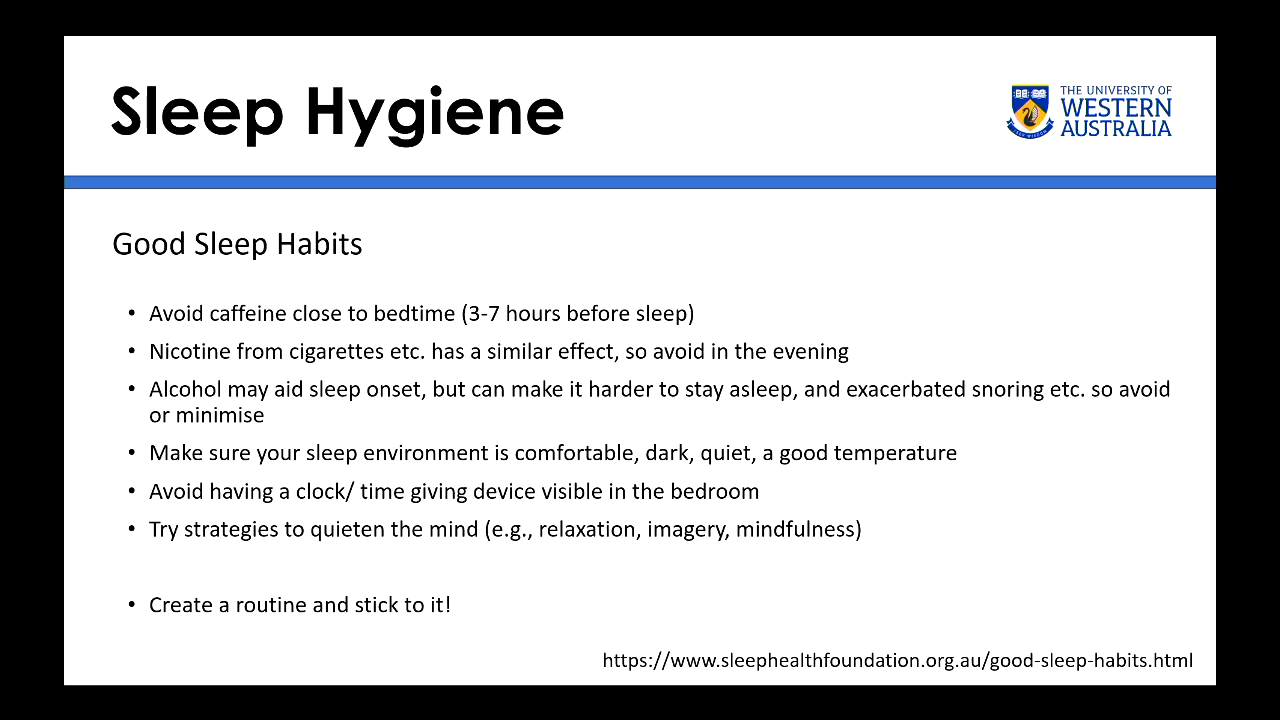 Sleep Hygiene
THE UNIVERSITY OF
WESTERN
AUSTRALIA
Good Sleep Habits
• Avoid caffeine close to bedtime (3-7 hours before sleep)
• Nicotine from cigarettes etc. has a similar effect, so avoid in the evening
• Alcohol may aid sleep onset, but can make it harder to stay asleep, and exacerbated snoring etc. so avoid
or minimise
• Make sure your sleep environment is comfortable, dark, quiet, a good temperature
• Avoid having a clock/ time giving device visible in the bedroom
• Try strategies to quieten the mind (e.g., relaxation, imagery, mindfulness)
• Create a routine and stick to it!
https://www.sleephealthfoundation.org.au/good-sleep-habits.html